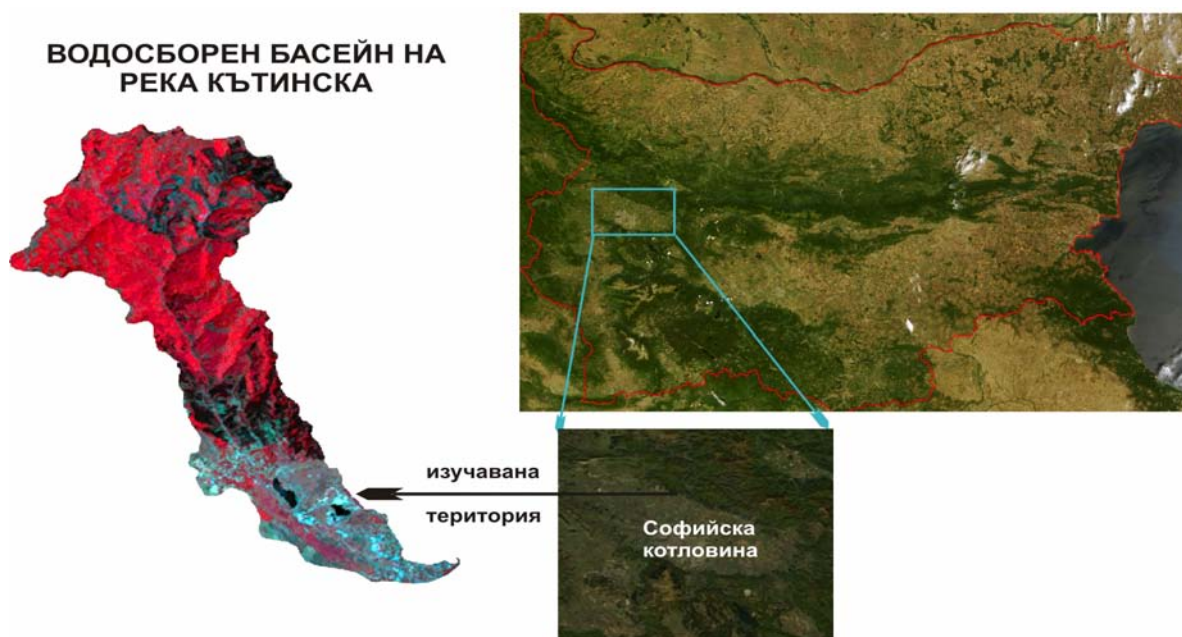 ВОДОСБОРЕН БАСЕЙН НА
РЕКА КЪТИНСКА
изучавана
територия
Софийска
котловина